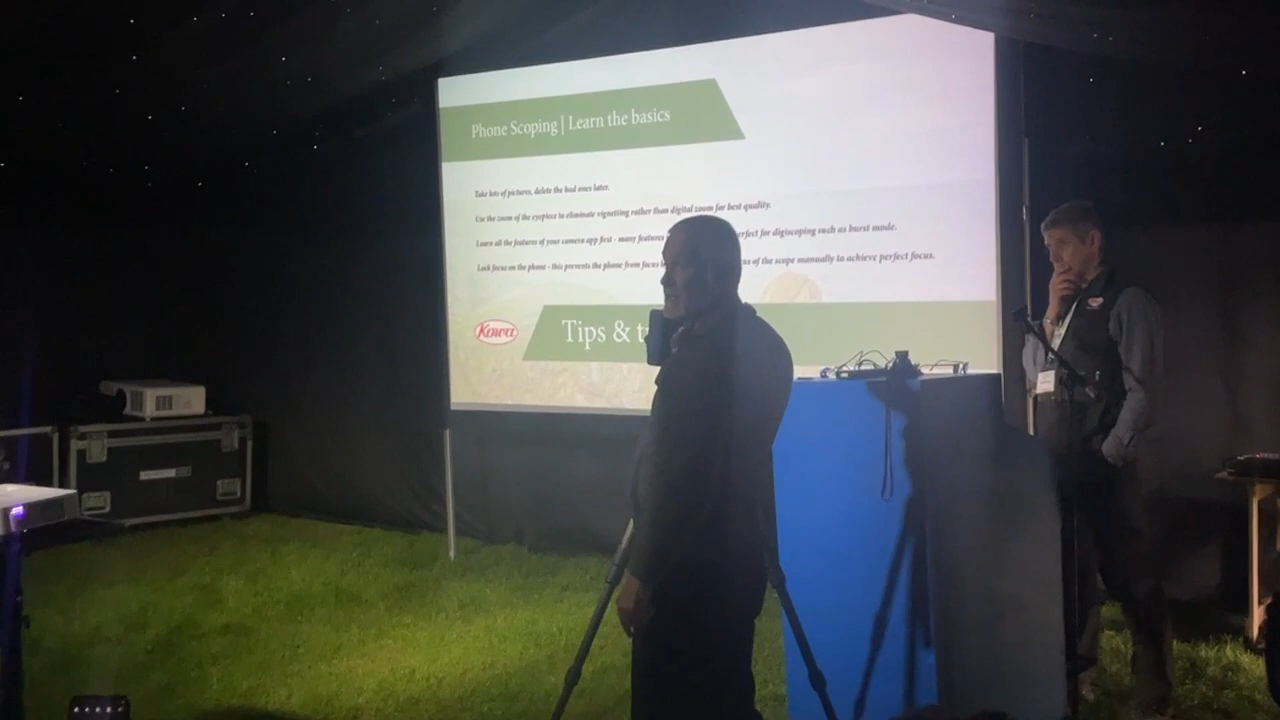 Phone Scoping | Learn the basics
Take lots of pictures, delete the bad ones later.
Use the zoom of the eyepiece to eliminate vignetting rather than digital zoom for best quality.
Learn all the features of your camera app first - many features perfect for digiscoping such as burst mode.
Lock focus on the phone - this prevents the phone from focus of the scope manually to achieve perfect focus.
Kowa
Tips &